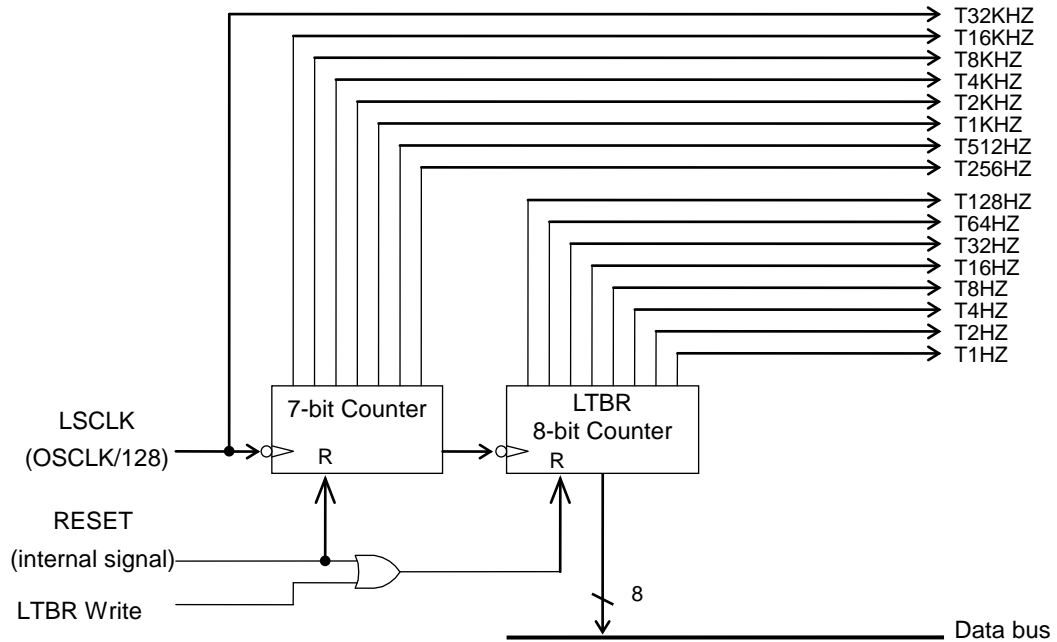 T32KHZ
T16KHZ
T8KHZ
T4KHZ
T2KHZ
T1KHZ
T512HZ
T256HZ
T128HZ
T64HZ
T32HZ
T16HZ
T8HZ
T4HZ
T2HZ
T1HZ
7-bit Counter
R
LTBR
8-bit Counter
R
LSCLK
(OSCLK/128)
RESET
(internal signal)
LTBR Write
8
Data bus